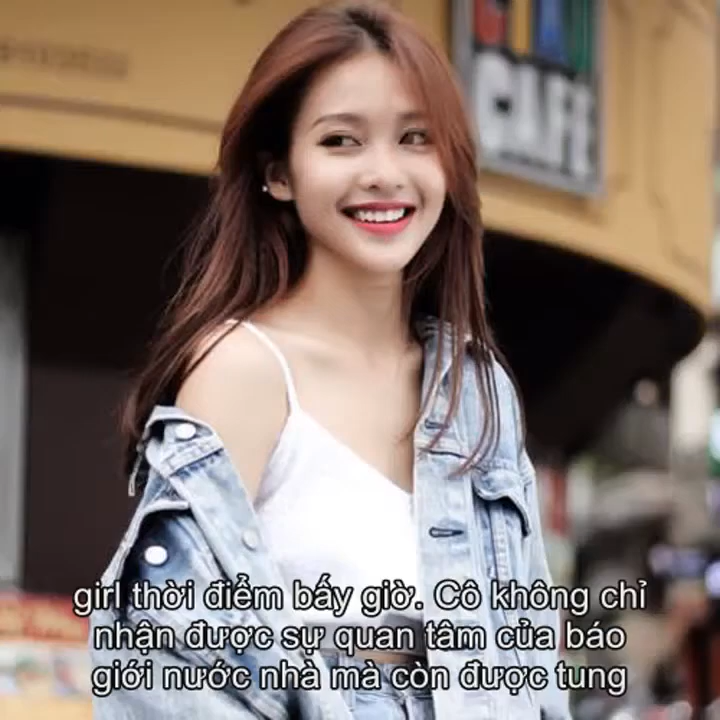 CAFE
girl thời điểm bấy giờ. Cô không chỉ
nhận được sự quan tâm của báo
giới nước nhà mà còn được tung